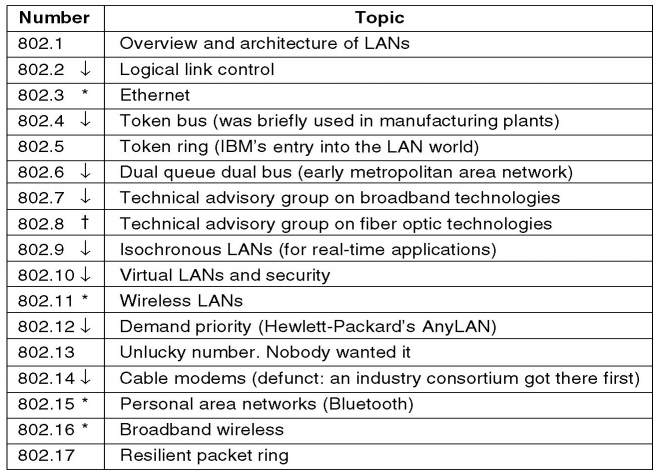 Number Topic
802.1 Overview and architecture of LANs
802.2 ↓ Logical link control
802.3 * Ethernet
802.4 ↓ Token bus (was briefly used in manufacturing plants)
802.5 Token ring (IBM's entry into the LAN world)
802.6 ↓ Dual queue dual bus (early metropolitan area network)
802.7 ↓ Technical advisory group on broadband technologies
802.8 † Technical advisory group on fiber optic technologies
802.9 ↓ Isochronous LANs (for real-time applications)
802.10 ↓ Virtual LANs and security
802.11 * Wireless LANs
802.12 ↓ Demand priority (Hewlett-Packard's AnyLAN)
802.13 Unlucky number. Nobody wanted it
802.14 ↓ Cable modems (defunct: an industry consortium got there first)
802.15 * Personal area networks (Bluetooth)
802.16 * Broadband wireless
802.17 Resilient packet ring